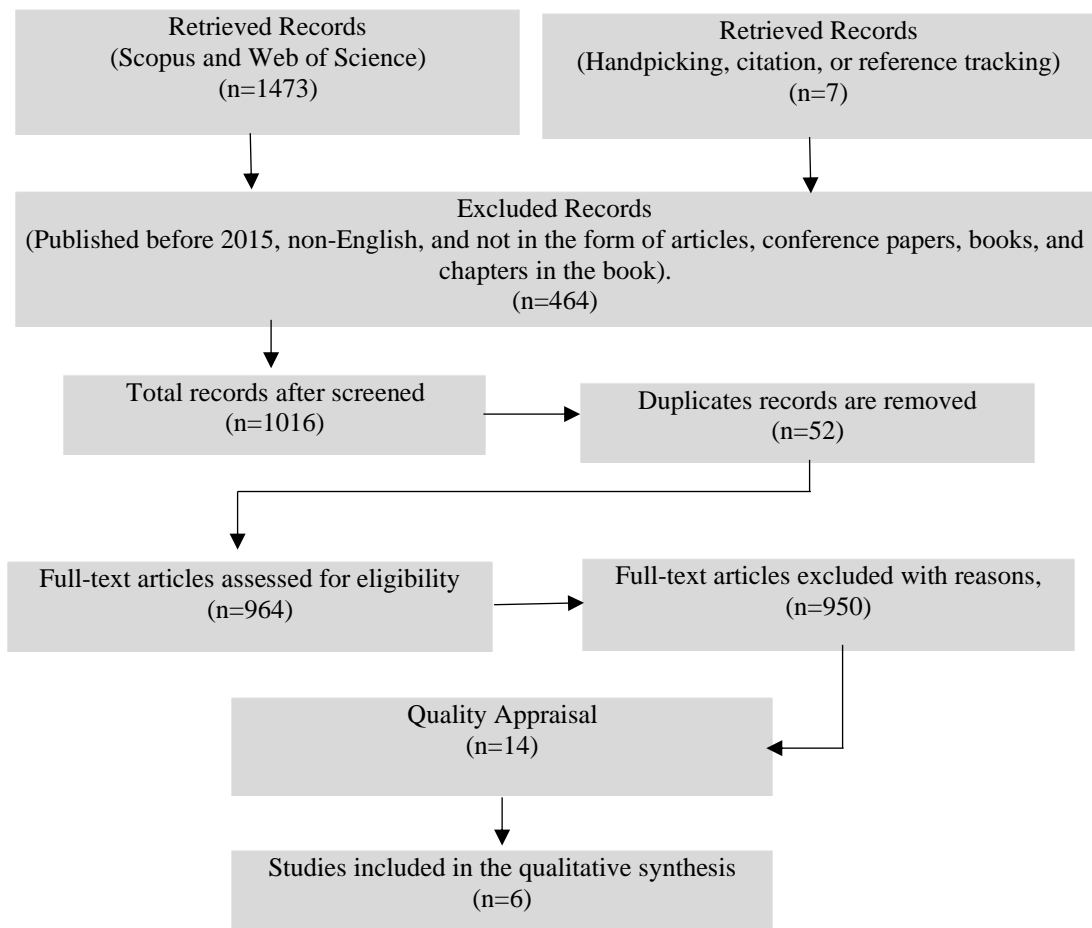 Retrieved Records
(Scopus and Web of Science)
(n=1473)
Retrieved Records
(Handpicking, citation, or reference tracking)
(n=7)
Excluded Records
(Published before 2015, non-English, and not in the form of articles, conference papers, books, and
chapters in the book).
(n=464)
Total records after screened
(n=1016)
Duplicates records are removed
(n=52)
Full-text articles assessed for eligibility
(n=964)
Full-text articles excluded with reasons,
(n=950)
Quality Appraisal
(n=14)
Studies included in the qualitative synthesis
(n=6)